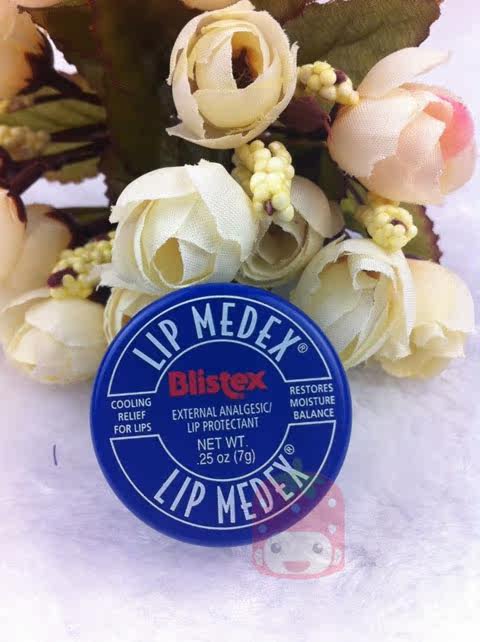 LIP MEDEX®
Blistex
COOLING
RELIEF
FOR LIPS
EXTERNAL ANALGESIC/
LIP PROTECTANT
NET WT.
.25 oz (7g)
RESTORES
MOISTURE
BALANCE
LIP MEDEX®